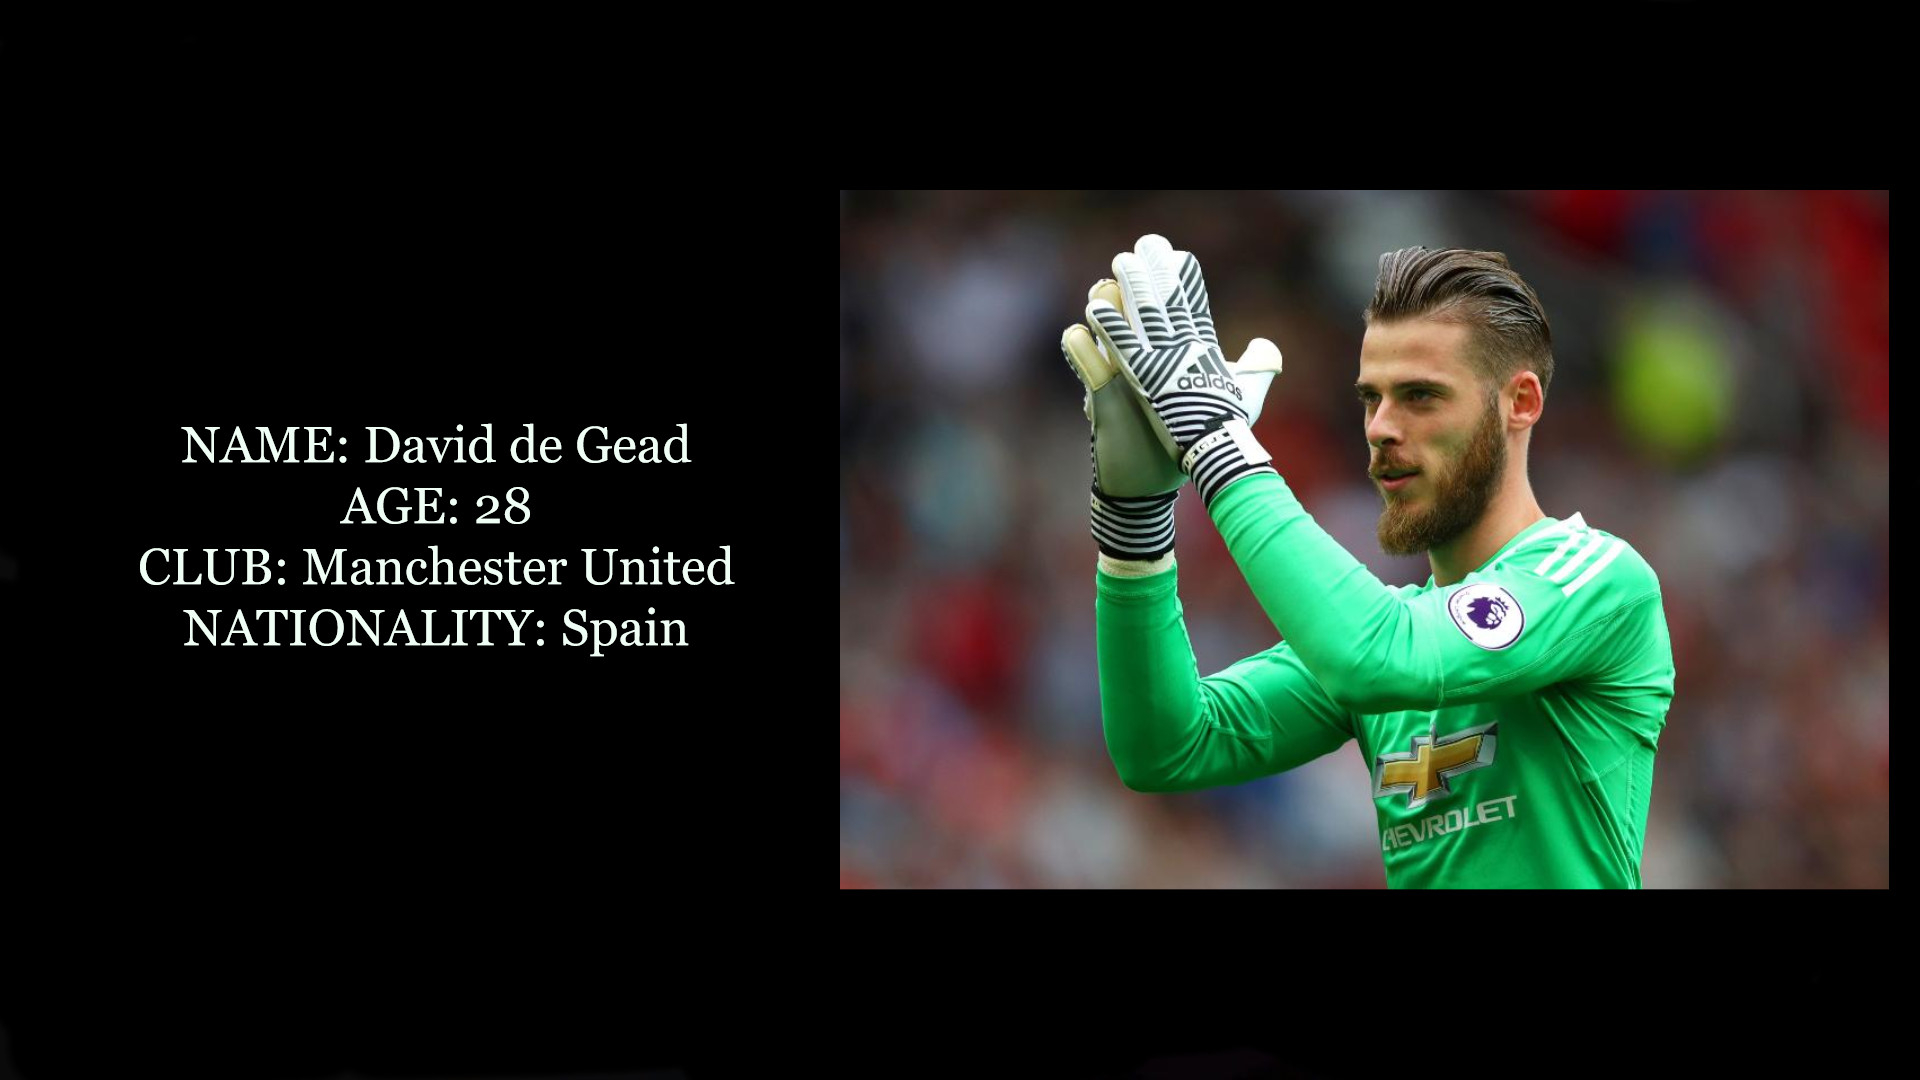 NAME: David de Gead
AGE: 28
CLUB: Manchester United
NATIONALITY: Spain
adidas
CHEVROLET